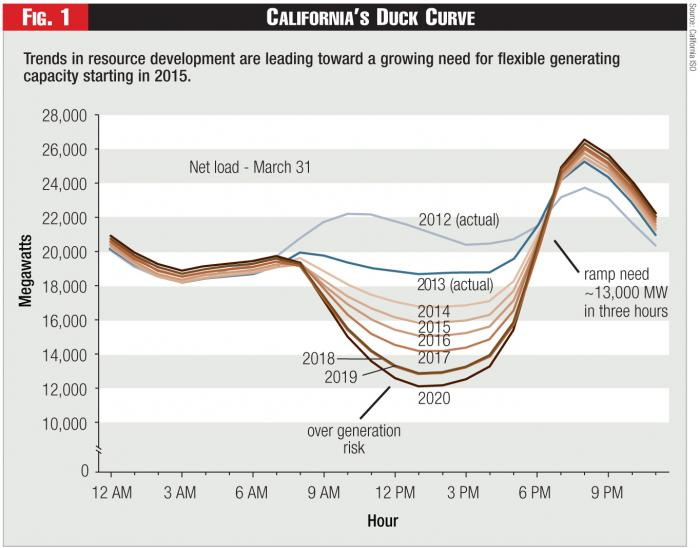 FIG. 1
CALIFORNIA'S DUCK CURVE
Source: California ISO
Trends in resource development are leading toward a growing need for flexible generating
capacity starting in 2015.
28,000
26,000
24,000
22,000
20,000
18,000
16,000
14,000
12,000
10,000
0
Megawatts
Net load - March 31
2012 (actual)
2013 (actual)
2014
2015
2016
2017
2018
2019
2020
ramp need
~13,000 MW
in three hours
over generation
risk
12 AM 3 AM 6 AM 9 AM 12 PM 3 PM 6 PM 9 PM
Hour